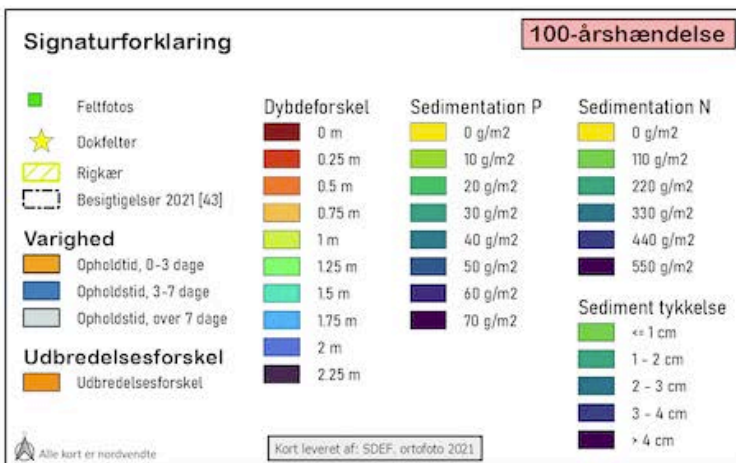 Signaturforklaring
100-årshændelse
Feltfotos
Dokfelter
Rigkær
Besigtigelser 2021 [43]
Varighed
Opholdtid, 0-3 dage
Opholdstid, 3-7 dage
Opholdstid, over 7 dage
Udbredelsesforskel
Udbredelsesforskel
Dybdeforskel
0 m
0.25 m
0.5 m
0.75 m
1 m
1.25 m
1.5 m
1.75 m
2 m
2.25 m
Sedimentation P
0 g/m2
10 g/m2
20 g/m2
30 g/m2
40 g/m2
50 g/m2
60 g/m2
70 g/m2
Sedimentation N
0 g/m2
110 g/m2
220 g/m2
330 g/m2
440 g/m2
550 g/m2
Sediment tykkelse
<= 1 cm
1 - 2 cm
2 - 3 cm
3 - 4 cm
> 4 cm
Alle kort er nordvendte
Kort leveret af: SDEF, ortofoto 2021